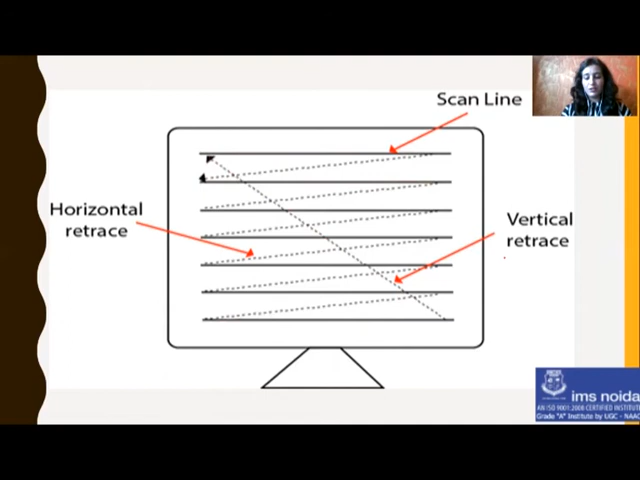 Scan Line
Horizontal
retrace
Vertical
retrace
ims noida
AN ISO 9001:2008 CERTIFIED INSTITUTE
Grade "A" Institute by UGC - NAAC